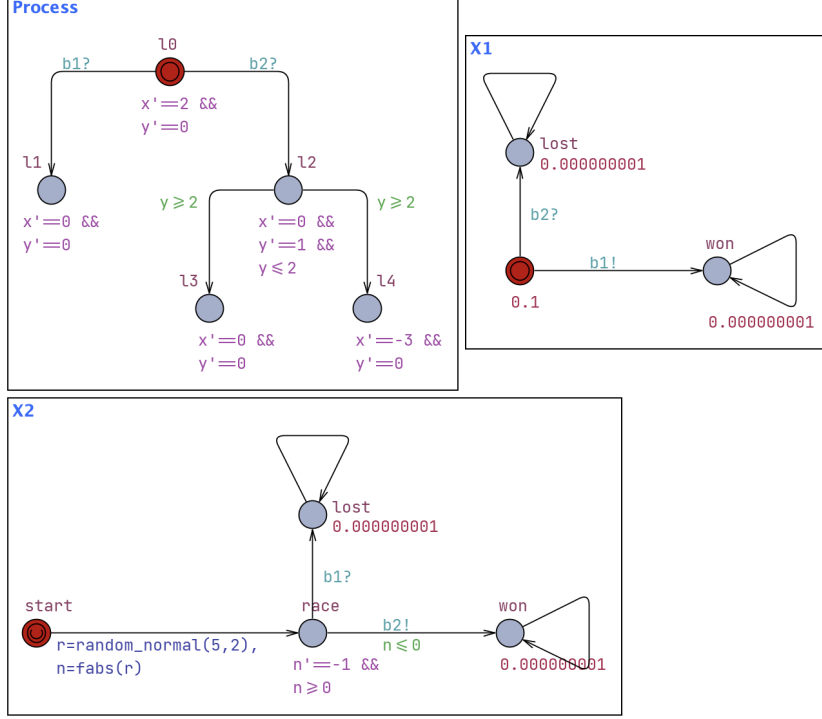 Process
l0
b1?
b2?
x'==2 &&
y'==0
l1
x'==0 &&
y'==0
l2
y≥2
y≥2
x'==0 &&
y'==1 &&
y≤2
l3
x'==0 &&
y'==0
l4
x'==-3 &&
y'==0
X1
lost
0.000000001
b2?
b1!
won
0.1
0.000000001
X2
lost
0.000000001
b1?
start
race
won
r=random_normal(5,2),
n=fabs(r)
b2!
n≤0
n'==-1 &&
n≥0
0.000000001